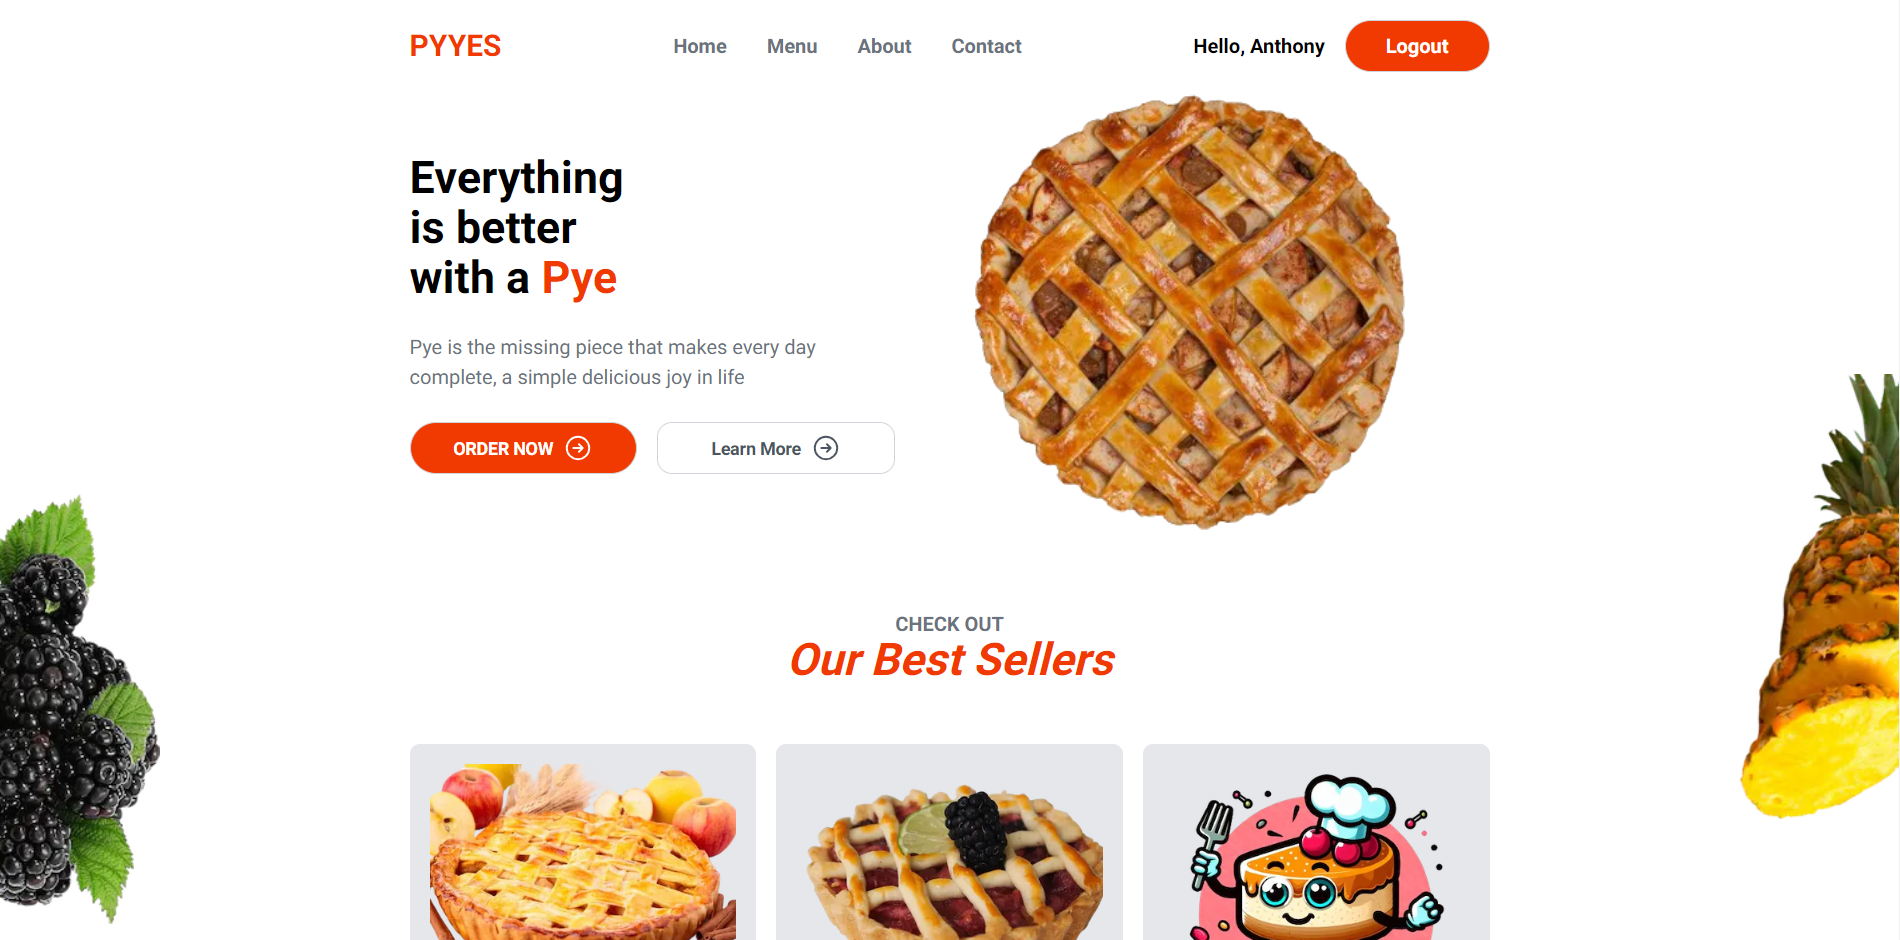 PYYES
Home
Menu
About
Contact
Hello, Anthony
Logout
Everything
is better
with a Pye
Pye is the missing piece that makes every day
complete, a simple delicious joy in life
ORDER NOW
Learn More
CHECK OUT
Our Best Sellers